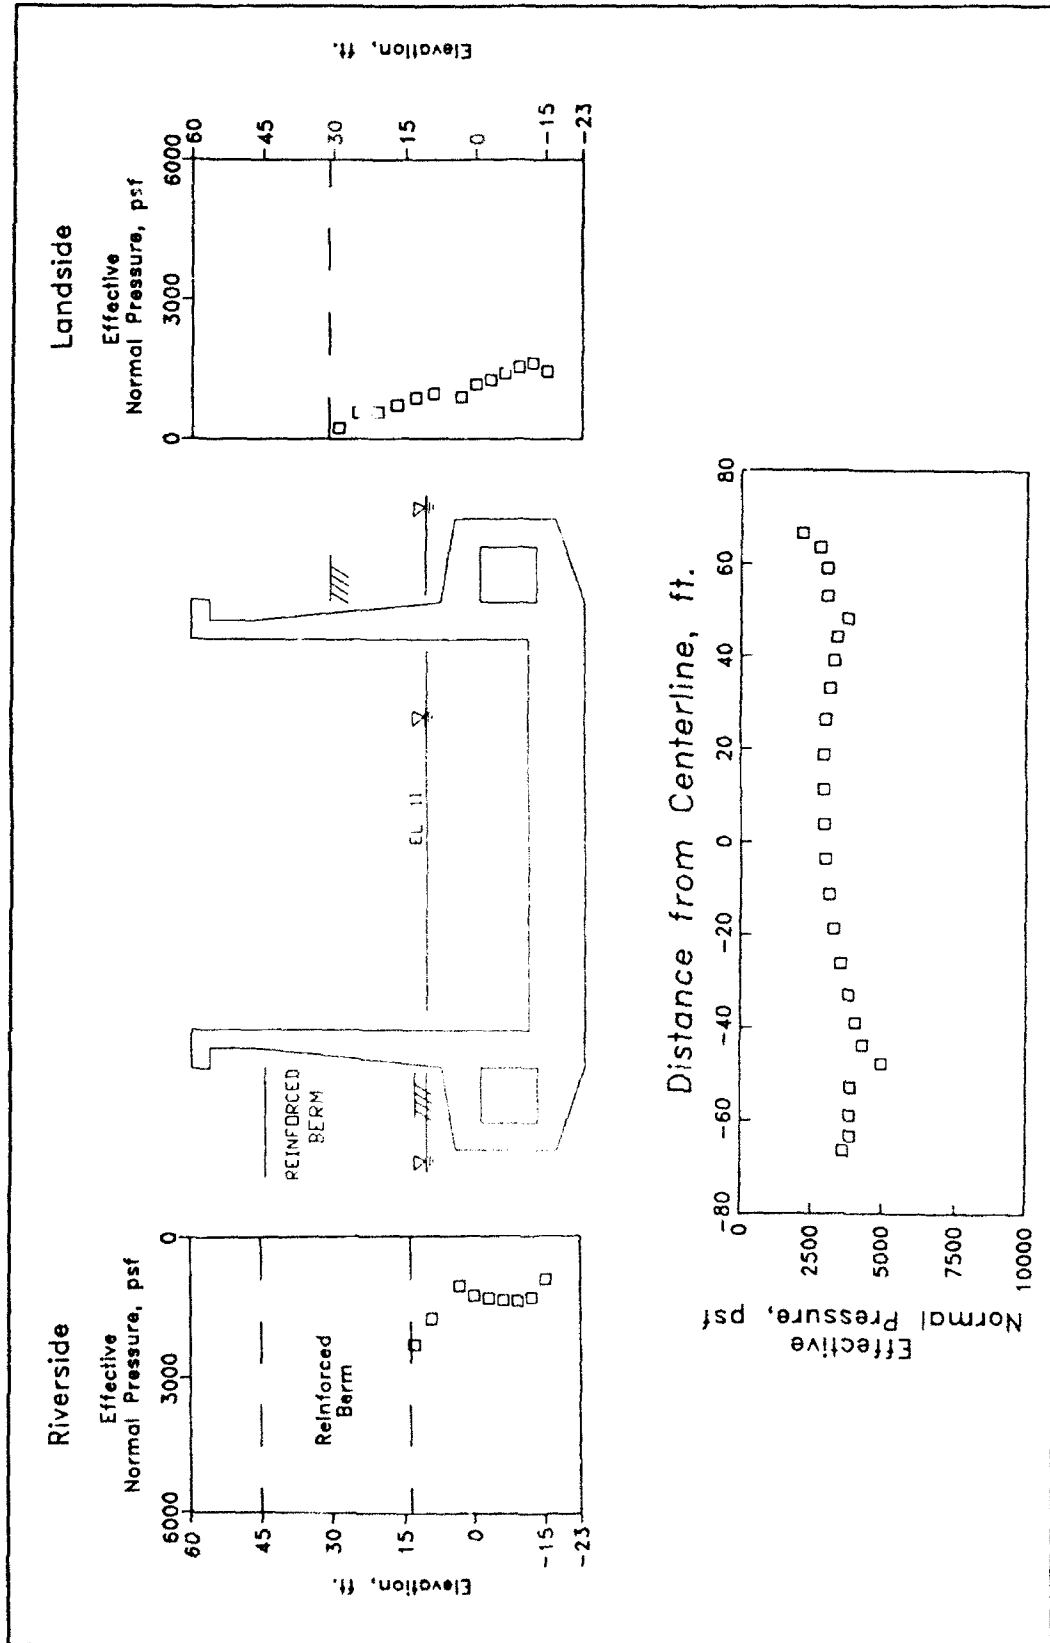 Riverside
Effective
Normal Pressure, psf
6000
3000
0
60
45
30
15
0
-15
-23
Elevation, ft.
Reinforced
Berm
REINFORCED
BERM
EL 11
Landside
Effective
Normal Pressure, psf
0
3000
6000
60
45
30
15
0
-15
-23
Elevation, ft.
Distance from Centerline, ft.
-80
-60
-40
-20
0
20
40
60
80
0
2500
5000
7500
10000
Effective
Normal Pressure, psf